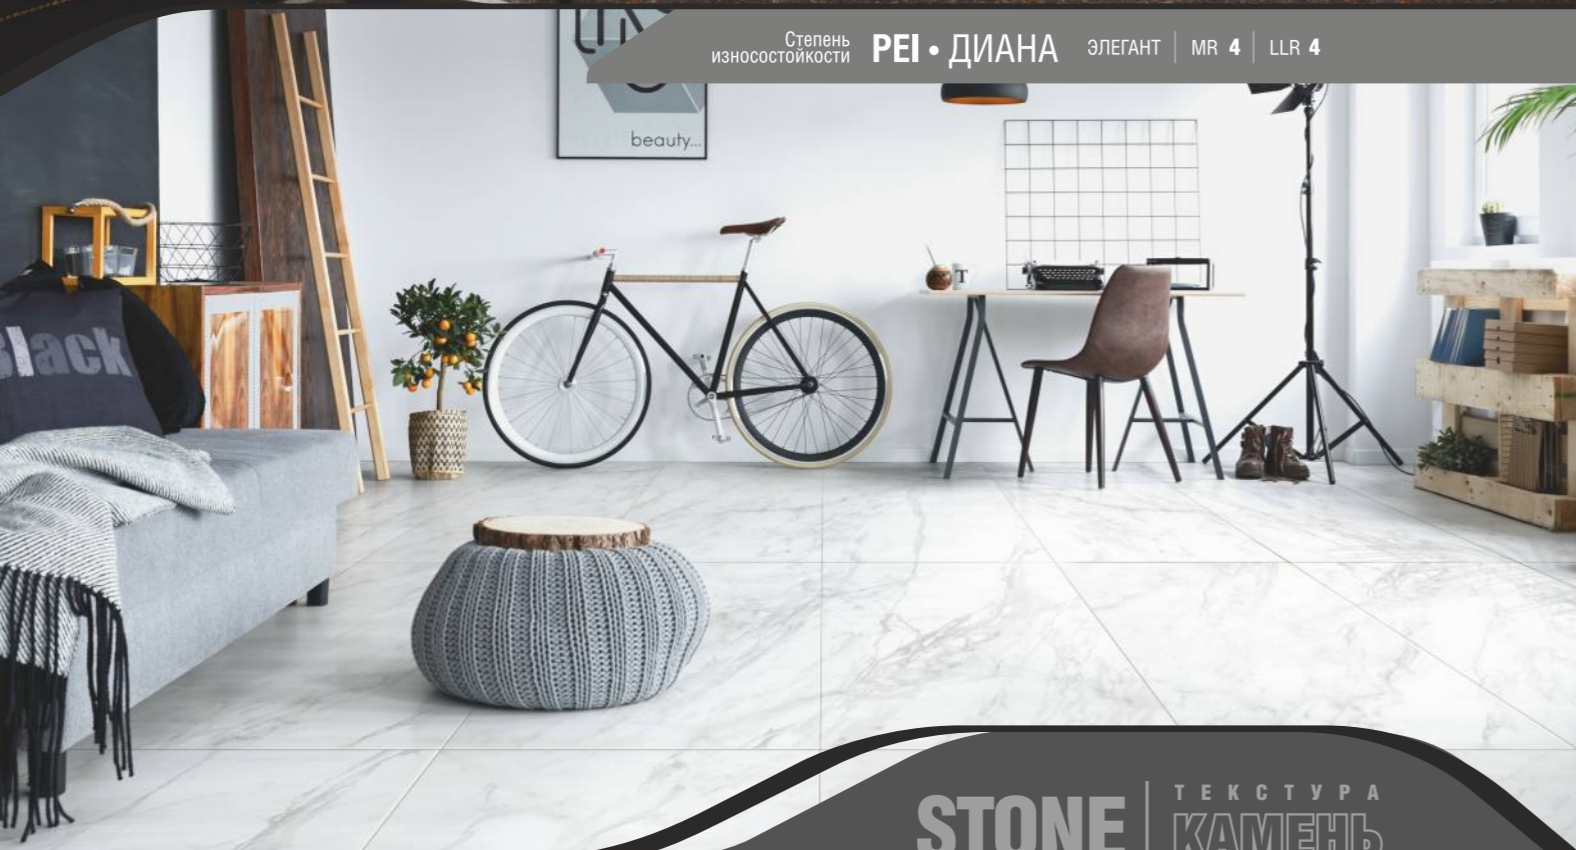 Степень
износостойкости
PEI • ДИАНА ЭЛЕГАНТ MR 4 LLR 4
beauty...
Black
STONE
ТЕКСТУРА
КАМЕНЬ